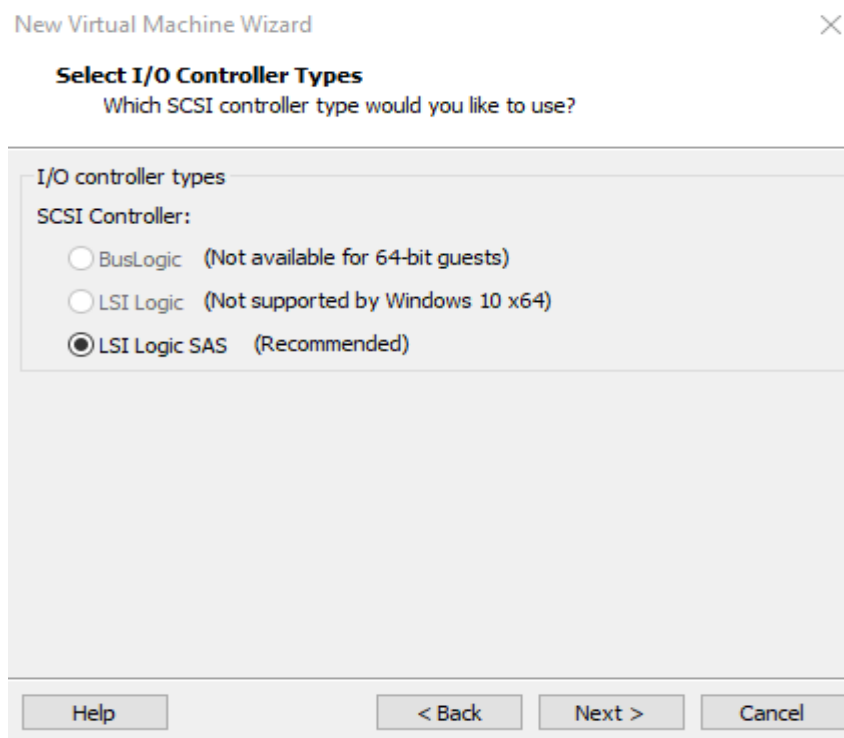 New Virtual Machine Wizard
Select I/O Controller Types
Which SCSI controller type would you like to use?
I/O controller types
SCSI Controller:
BusLogic (Not available for 64-bit guests)
LSI Logic (Not supported by Windows 10 x64)
LSI Logic SAS (Recommended)
Help < Back Next > Cancel